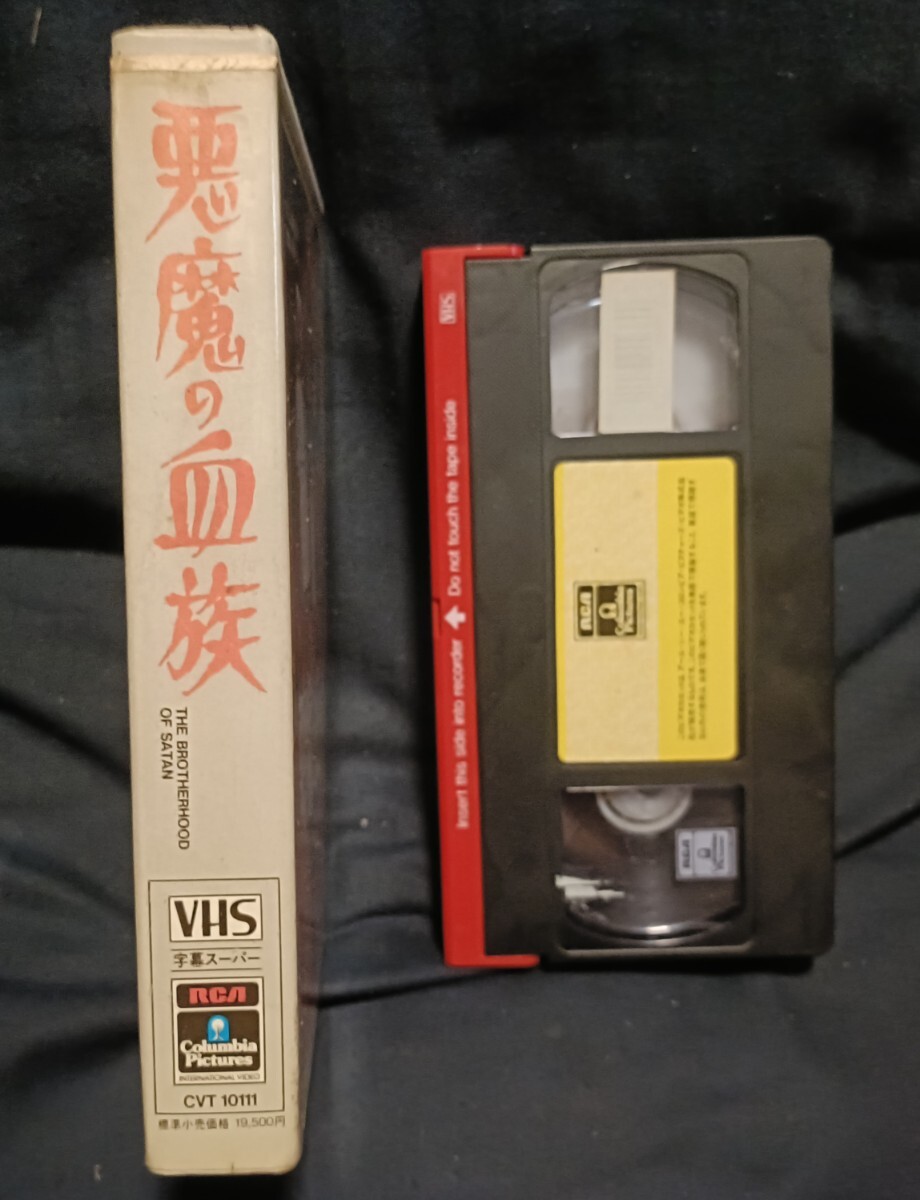 悪魔の血族
THE BROTHERHOOD
OF SATAN
VHS
字幕スーパー
RCA
Columbia
Pictures
INTERNATIONAL VIDEO
CVT 10111
標準小売価格 19,500円
Insert this side into recorder Do not touch the tape inside VHS
RCA
Columbia
Pictures